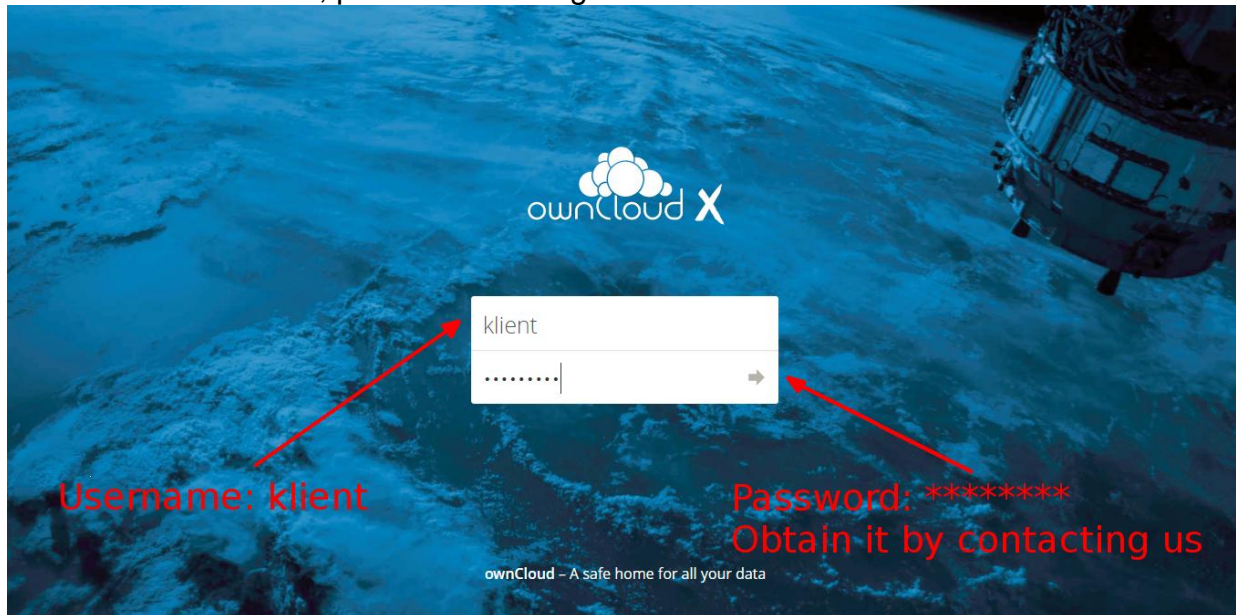 ownCloud X
klient
•••••••••
Username: klient
Password: ********
Obtain it by contacting us
ownCloud – A safe home for all your data